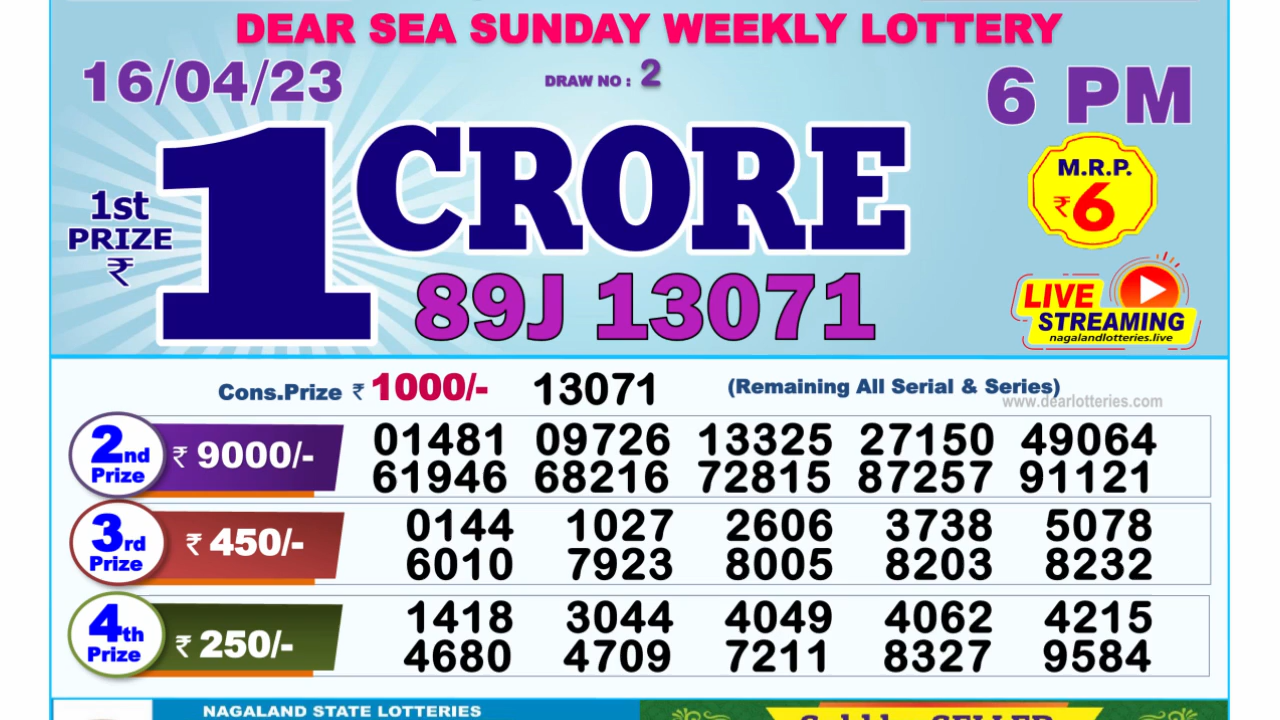 DEAR SEA SUNDAY WEEKLY LOTTERY
16/04/23
DRAW NO : 2
6 PM
1st
PRIZE
₹
1 CRORE
89J 13071
M.R.P.
₹6
LIVE
STREAMING
nagalandlotteries.live
Cons.Prize ₹ 1000/- 13071 (Remaining All Serial & Series)
www.dearlotteries.com
2nd Prize ₹ 9000/-
01481 09726 13325 27150 49064
61946 68216 72815 87257 91121
3rd Prize ₹ 450/-
0144 1027 2606 3738 5078
6010 7923 8005 8203 8232
4th Prize ₹ 250/-
1418 3044 4049 4062 4215
4680 4709 7211 8327 9584
NAGALAND STATE LOTTERIES
SELLER